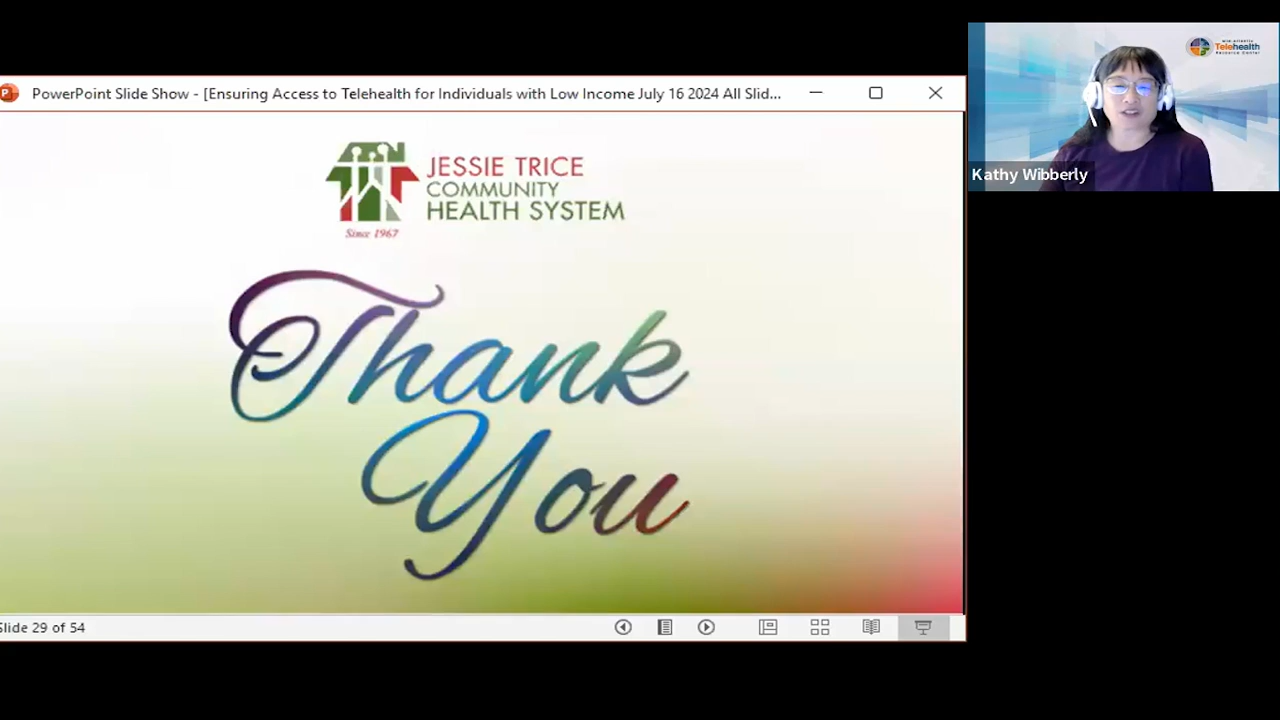 PowerPoint Slide Show - [Ensuring Access to Telehealth for Individuals with Low Income July 16 2024 All Slid...
JESSIE TRICE
COMMUNITY
HEALTH SYSTEM
Since 1967
Thank
You
Slide 29 of 54
Telehealth
Kathy Wibberly